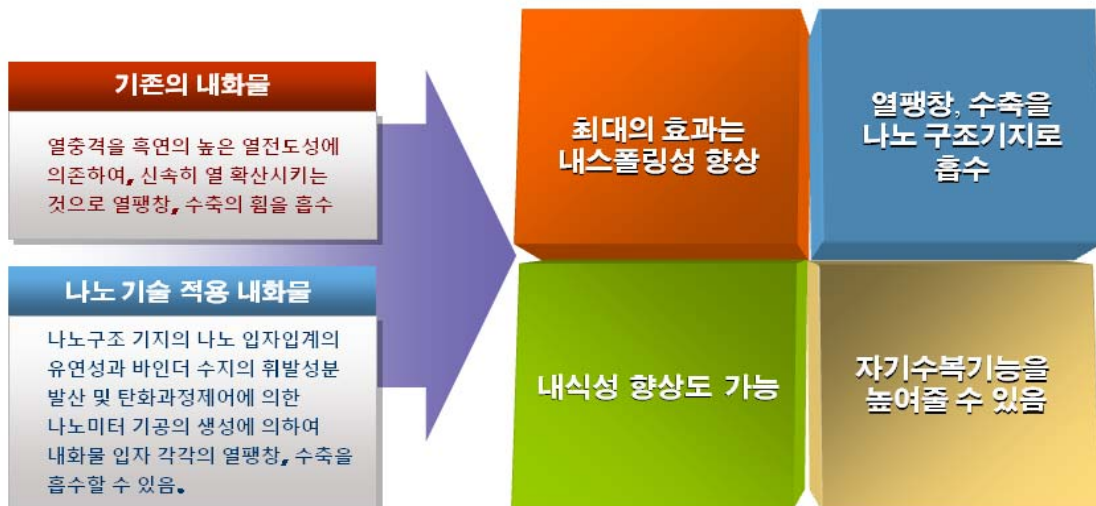 기존의 내화물
열충격을 흑연의 높은 열전도성에
의존하여, 신속히 열 확산시키는
것으로 열팽창, 수축의 휨을 흡수
나노 기술 적용 내화물
나노구조 기지의 나노 입자입계의
유연성과 바인더 수지의 휘발성분
발산 및 탄화과정제어에 의한
나노미터 기공의 생성에 의하여
내화물 입자 각각의 열팽창, 수축을
흡수할 수 있음.
최대의 효과는
내스폴링성 향상
열팽창, 수축을
나노 구조기지로
흡수
내식성 향상도 가능
자기수복기능을
높여줄 수 있음